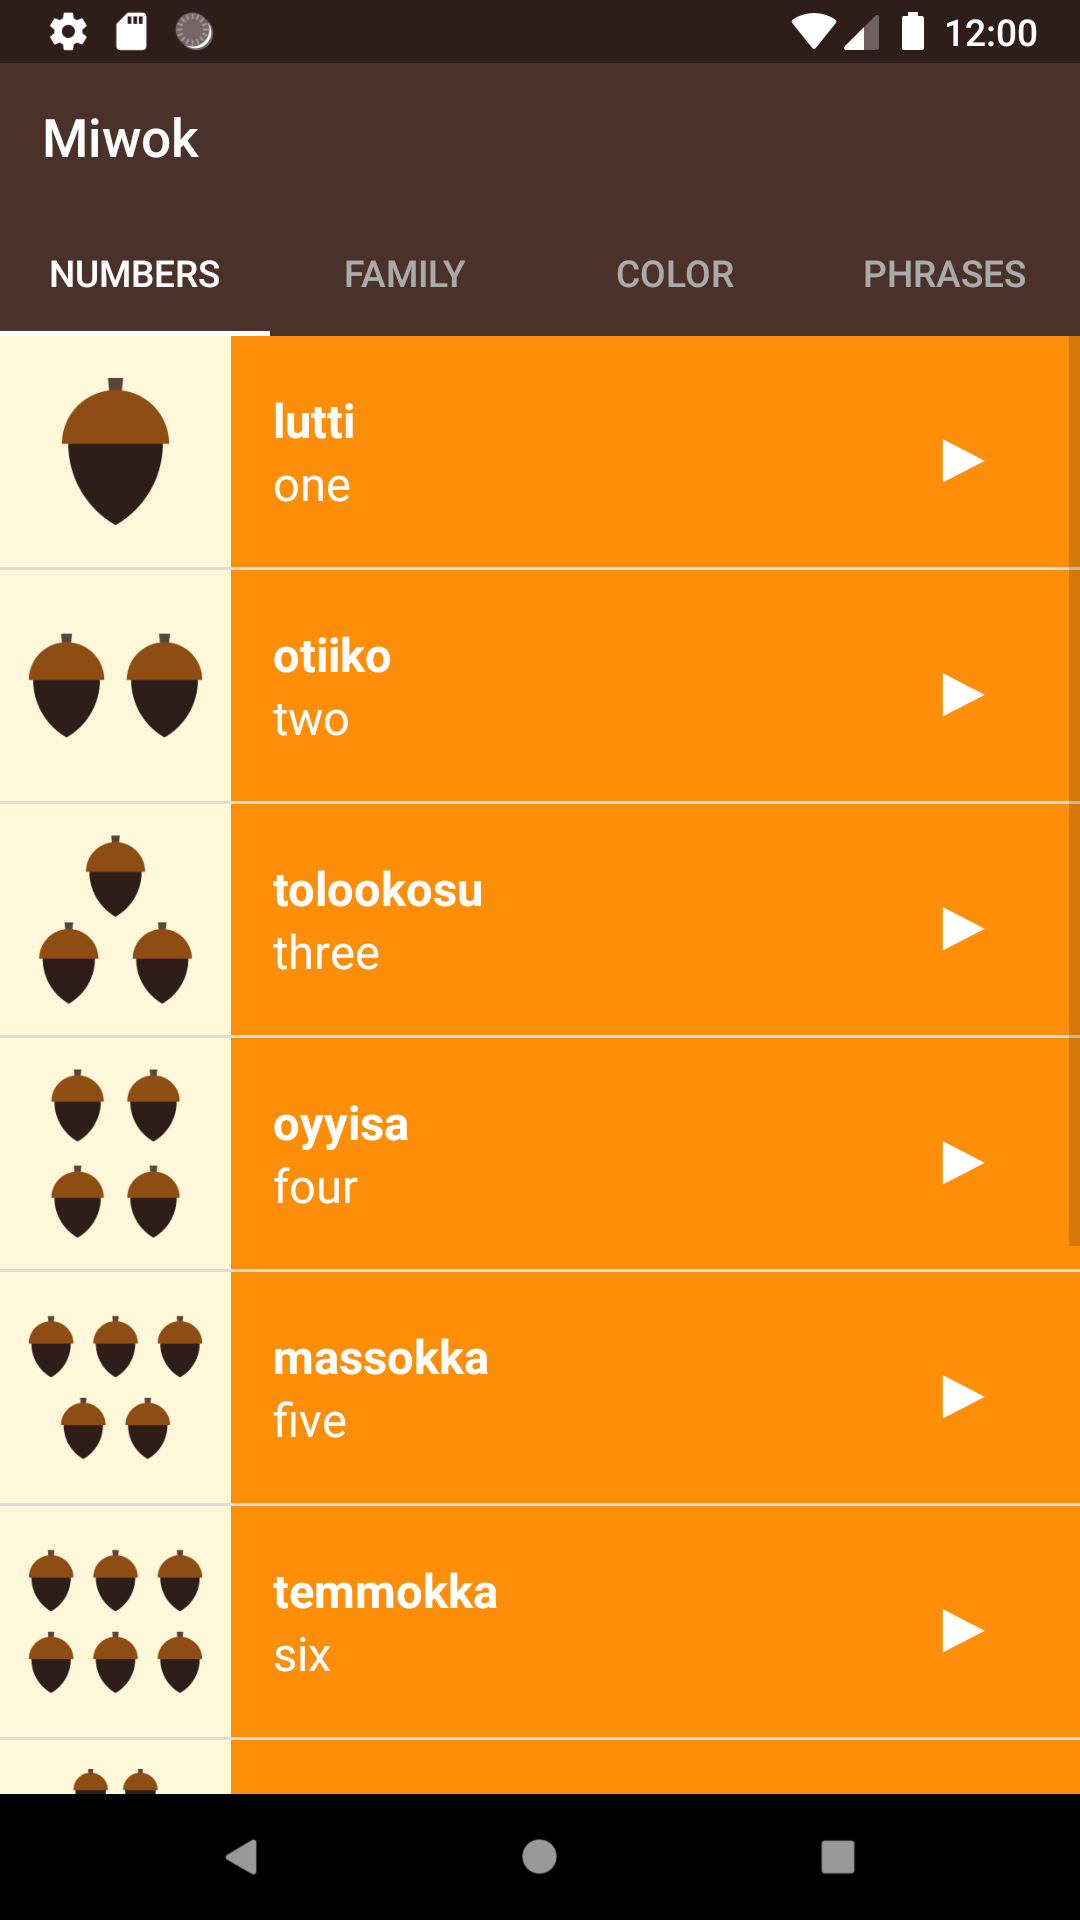 12:00
Miwok
NUMBERS FAMILY COLOR PHRASES
lutti
one
otiiko
two
tolookosu
three
oyyisa
four
massokka
five
temmokka
six